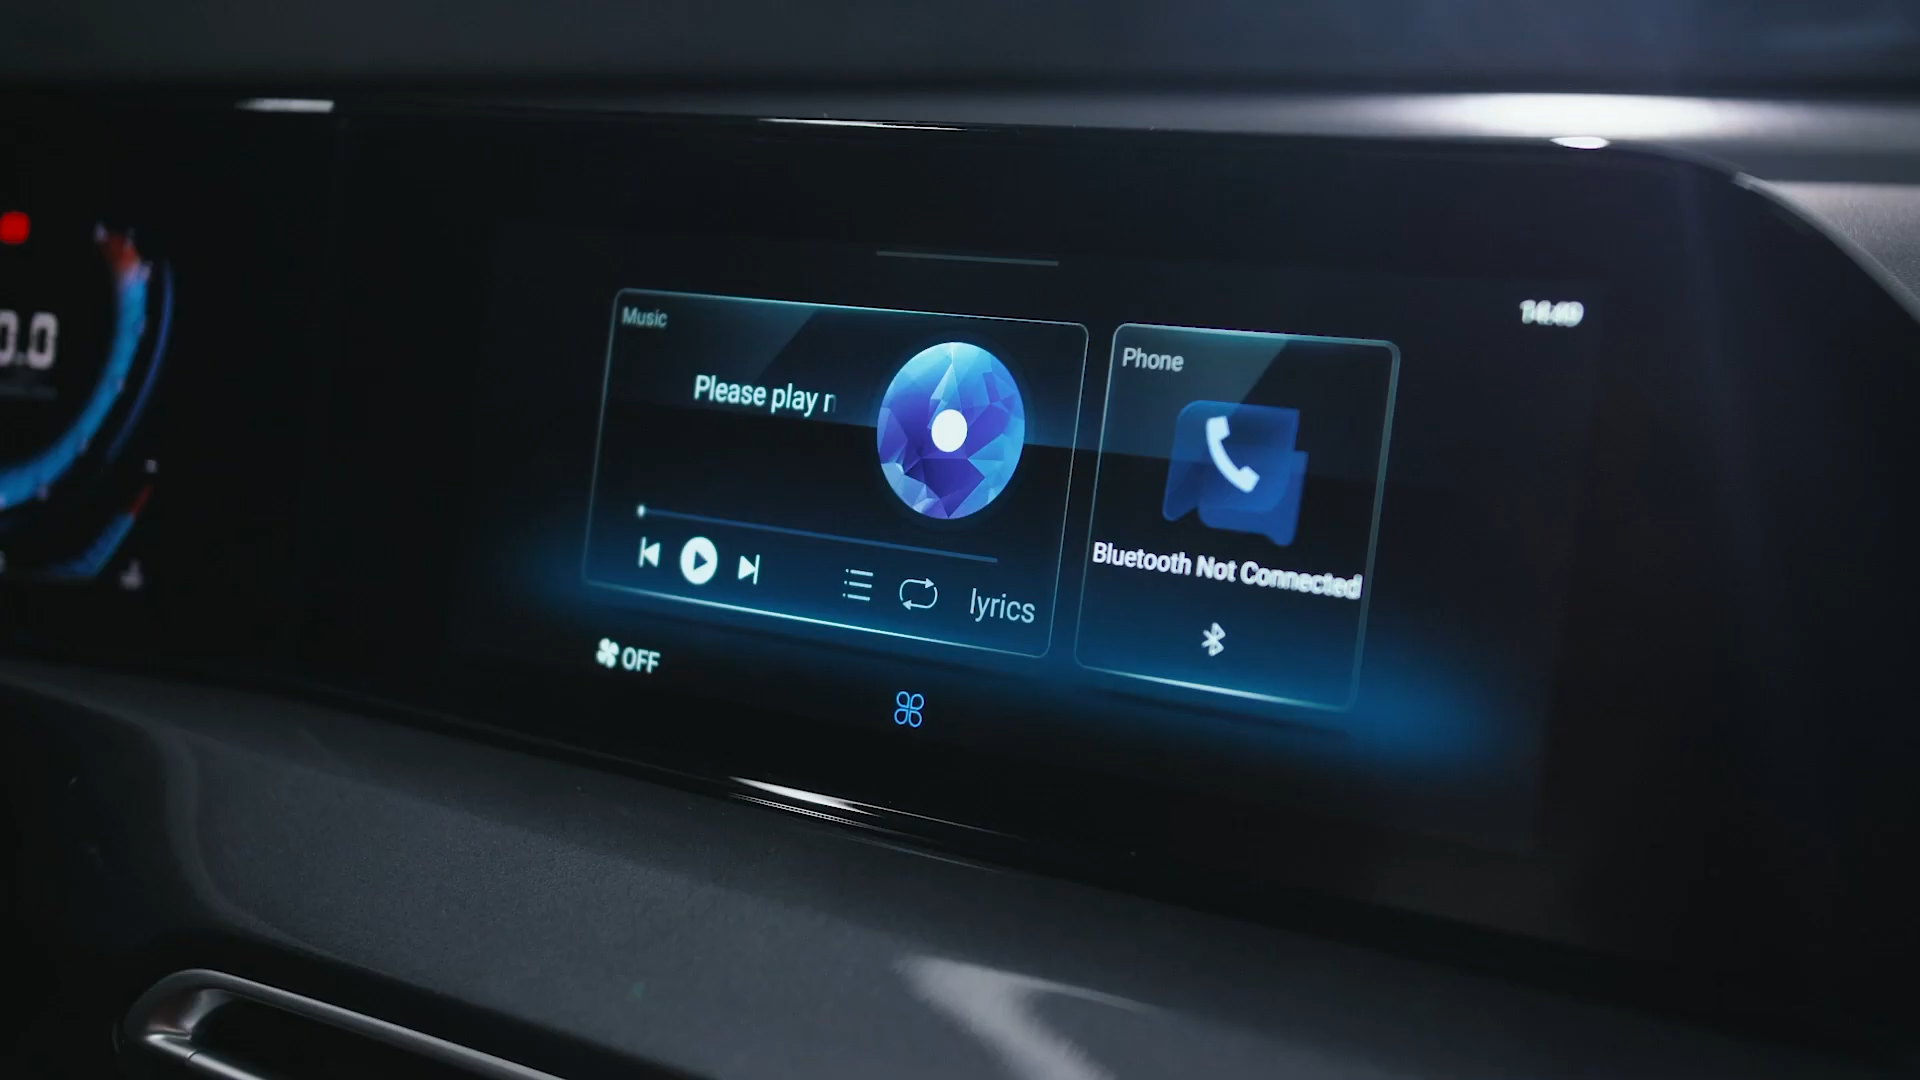 Music
Please play
lyrics
Phone
Bluetooth Not Connected
OFF